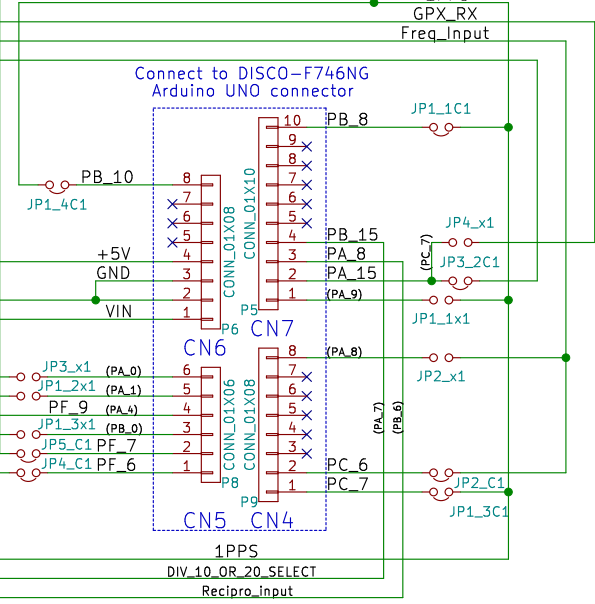 GPX_RX
Freq_Input
Connect to DISCO-F746NG
Arduino UNO connector
10 PB_8 JP1_1C1
9
8
7
6
5
4 PB_15 JP4_x1
3 PA_8 (PC_7) JP3_2C1
2 PA_15
1 (PA_9) JP1_1x1
CONN_01X10
P5
CN7
PB_10 8
JP1_4C1 7
6
5
+5V 4
GND 3
2
VIN 1
CONN_01X08
P6
CN6
8 (PA_8) JP2_x1
7
6
5
4
3
2 PC_6 JP2_C1
1 PC_7 JP1_3C1
CONN_01X08
P9
(PA_7) (PB_6)
JP3_x1 (PA_0) 6
JP1_2x1 (PA_1) 5
PF_9 (PA_4) 4
JP1_3x1 (PB_0) 3
JP5_C1 PF_7 2
JP4_C1 PF_6 1
CONN_01X06
P8
CN5 CN4
1PPS
DIV_10_OR_20_SELECT
Recipro_input